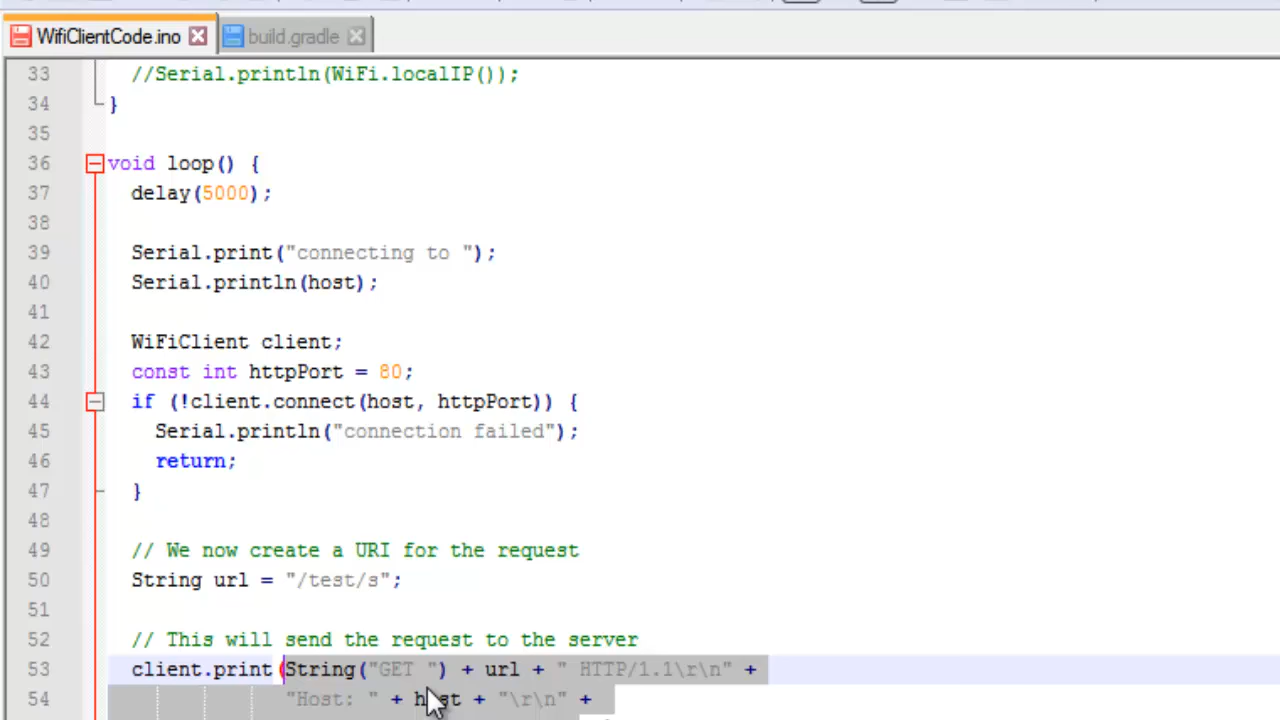 WifiClientCode.ino build.gradle
33 //Serial.println(WiFi.localIP());
34 }
35
36 void loop() {
37 delay(5000);
38
39 Serial.print("connecting to ");
40 Serial.println(host);
41
42 WiFiClient client;
43 const int httpPort = 80;
44 if (!client.connect(host, httpPort)) {
45 Serial.println("connection failed");
46 return;
47 }
48
49 // We now create a URI for the request
50 String url = "/test/s";
51
52 // This will send the request to the server
53 client.print(String("GET ") + url + " HTTP/1.1\r\n" +
54 "Host: " + host + "\r\n" +